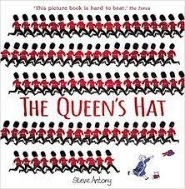 'This picture book is hard to beat.' The Times
THE QUEEN'S HAT
Steve Antony